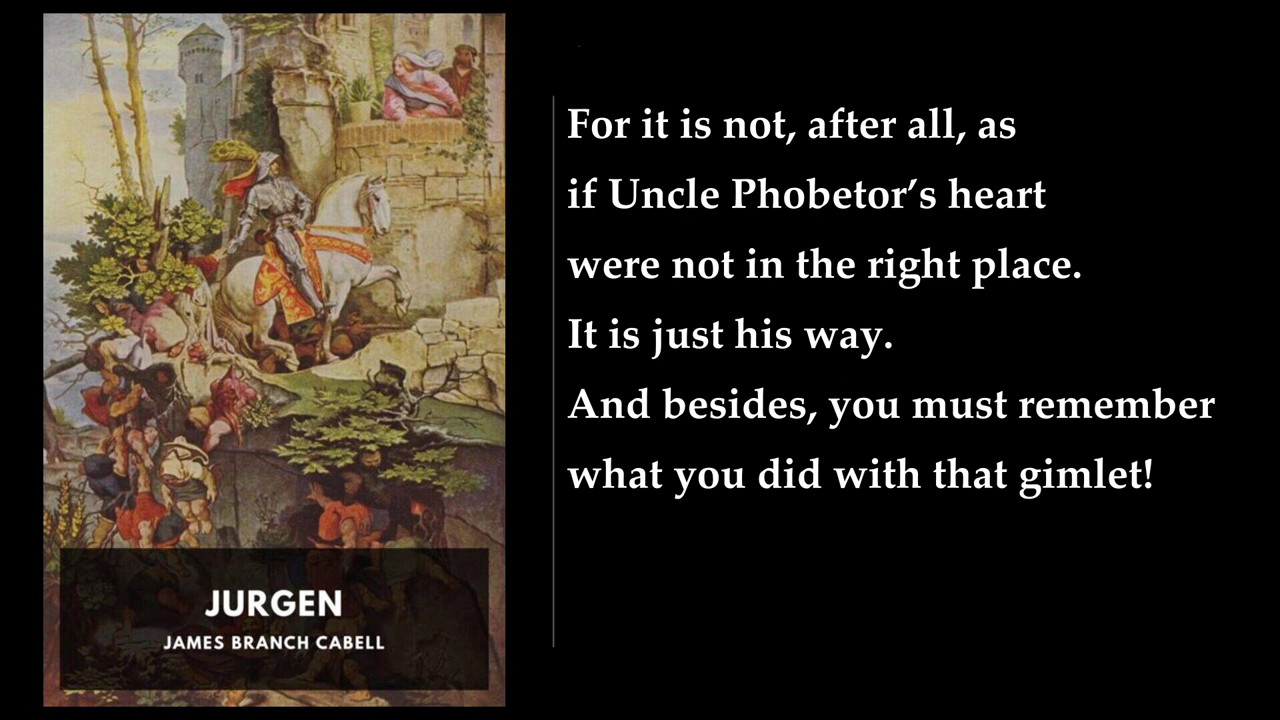 For it is not, after all, as
if Uncle Phobetor’s heart
were not in the right place.
It is just his way.
And besides, you must remember
what you did with that gimlet!
JURGEN
JAMES BRANCH CABELL